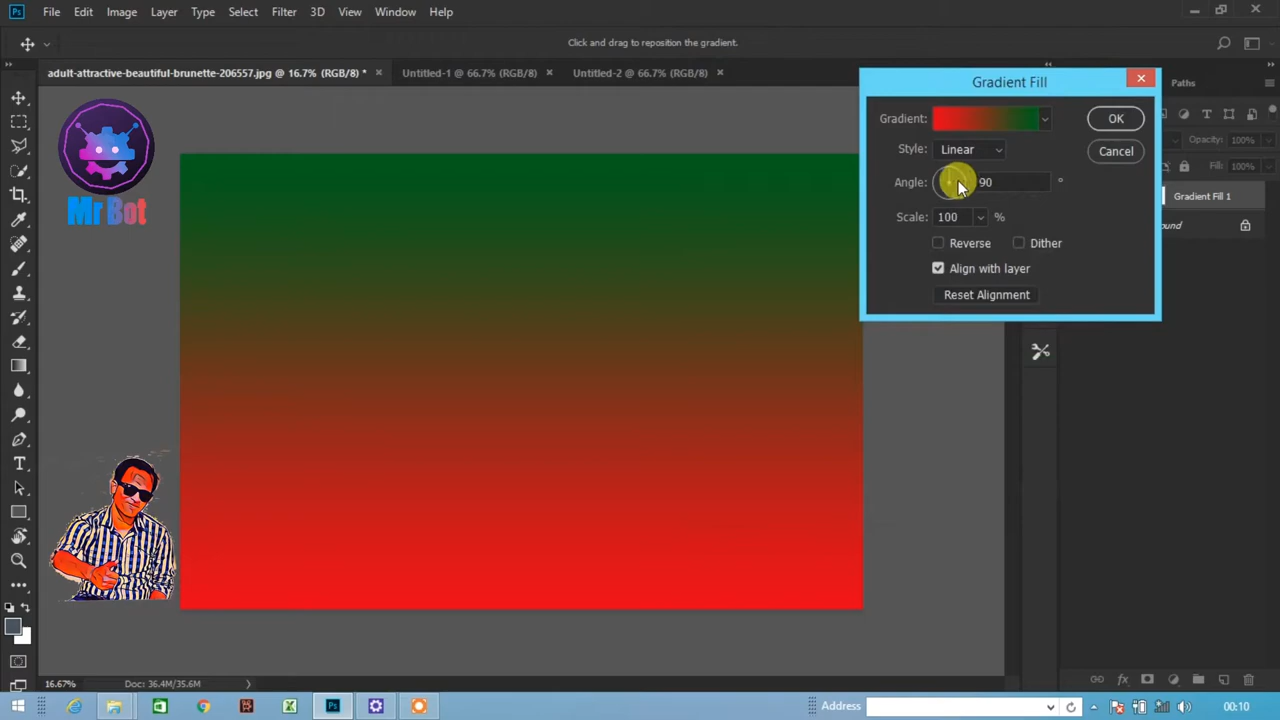 Ps File Edit Image Layer Type Select Filter 3D View Window Help
Click and drag to reposition the gradient.
adult-attractive-beautiful-brunette-206557.jpg @ 16.7% (RGB/8) * × Untitled-1 @ 66.7% (RGB/8) × Untitled-2 @ 66.7% (RGB/8) ×
Gradient Fill
Paths
Gradient: OK
Style: Linear Cancel
Angle: 90 °
Scale: 100 %
Reverse Dither
Align with layer
Reset Alignment
Opacity: 100%
Fill: 100%
Gradient Fill 1
ound
Mr Bot
16.67% Doc: 36.4M/35.6M
Address 00:10